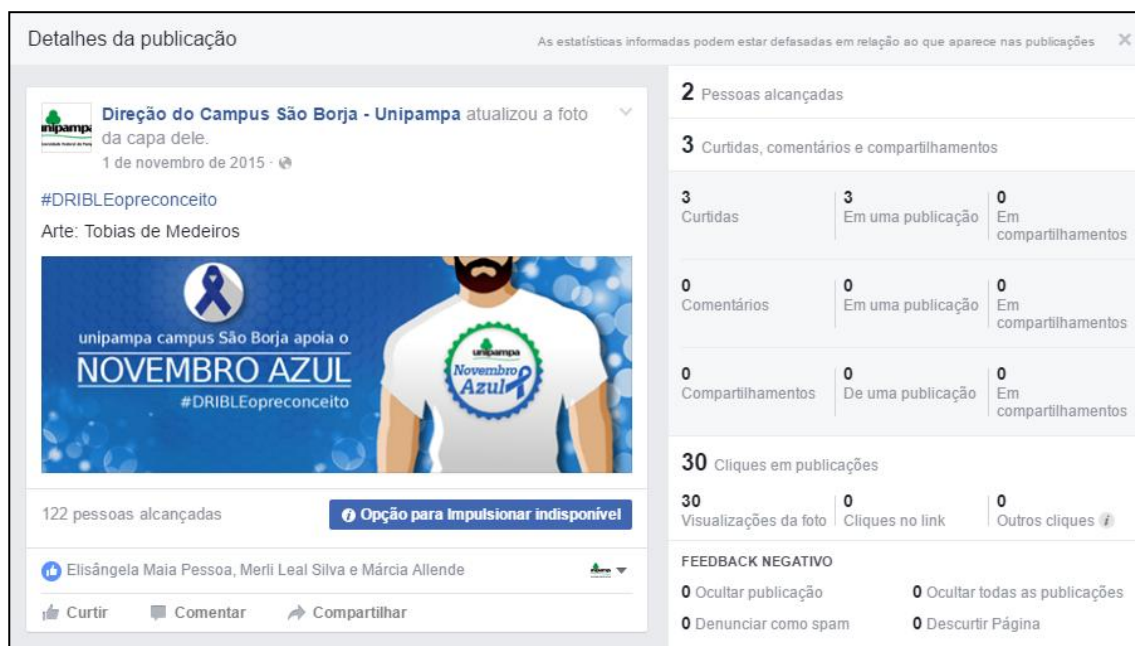 Detalhes da publicação
As estatísticas informadas podem estar defasadas em relação ao que aparece nas publicações
Direção do Campus São Borja - Unipampa atualizou a foto
da capa dele.
1 de novembro de 2015
#DRIBLEopreconceito
Arte: Tobias de Medeiros
unipampa campus São Borja apoia o
NOVEMBRO AZUL
#DRIBLEopreconceito
unipampa
Novembro
Azul
122 pessoas alcançadas
Opção para Impulsionar indisponível
Elisângela Maia Pessoa, Merli Leal Silva e Márcia Allende
Curtir Comentar Compartilhar
2 Pessoas alcançadas
3 Curtidas, comentários e compartilhamentos
3 3 0
Curtidas Em uma publicação Em
compartilhamentos
0 0 0
Comentários Em uma publicação Em
compartilhamentos
0 0 0
Compartilhamentos De uma publicação Em
compartilhamentos
30 Cliques em publicações
30 0 0
Visualizações da foto Cliques no link Outros cliques
FEEDBACK NEGATIVO
0 Ocultar publicação 0 Ocultar todas as publicações
0 Denunciar como spam 0 Descurtir Página